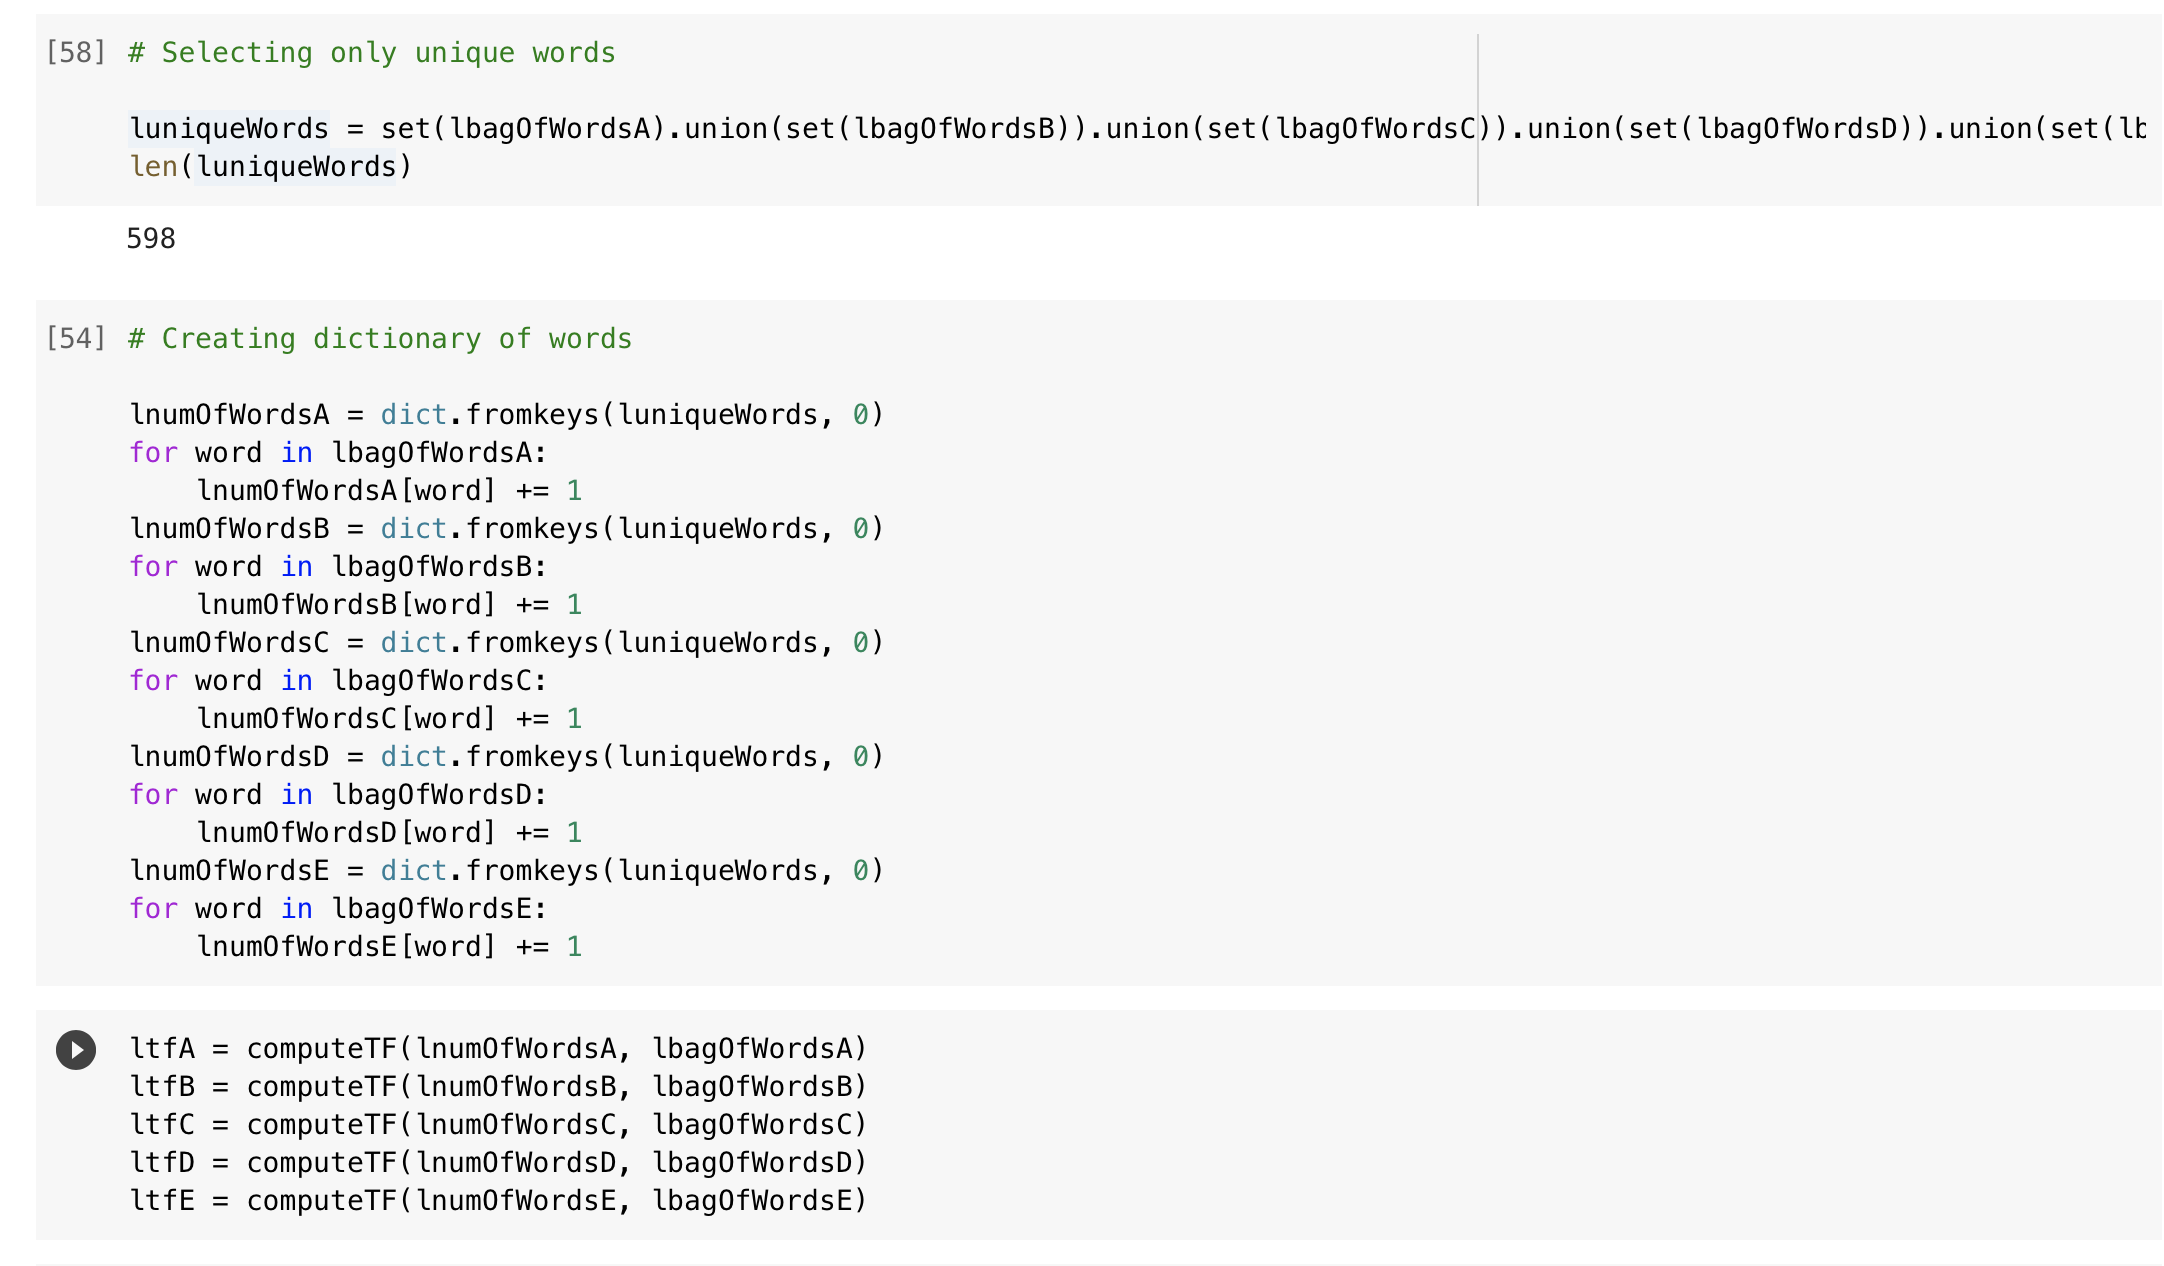 [58] # Selecting only unique words
luniqueWords = set(lbagOfWordsA).union(set(lbagOfWordsB)).union(set(lbagOfWordsC)).union(set(lbagOfWordsD)).union(set(lb
len(luniqueWords)
598
[54] # Creating dictionary of words
lnumOfWordsA = dict.fromkeys(luniqueWords, 0)
for word in lbagOfWordsA:
    lnumOfWordsA[word] += 1
lnumOfWordsB = dict.fromkeys(luniqueWords, 0)
for word in lbagOfWordsB:
    lnumOfWordsB[word] += 1
lnumOfWordsC = dict.fromkeys(luniqueWords, 0)
for word in lbagOfWordsC:
    lnumOfWordsC[word] += 1
lnumOfWordsD = dict.fromkeys(luniqueWords, 0)
for word in lbagOfWordsD:
    lnumOfWordsD[word] += 1
lnumOfWordsE = dict.fromkeys(luniqueWords, 0)
for word in lbagOfWordsE:
    lnumOfWordsE[word] += 1
ltfA = computeTF(lnumOfWordsA, lbagOfWordsA)
ltfB = computeTF(lnumOfWordsB, lbagOfWordsB)
ltfC = computeTF(lnumOfWordsC, lbagOfWordsC)
ltfD = computeTF(lnumOfWordsD, lbagOfWordsD)
ltfE = computeTF(lnumOfWordsE, lbagOfWordsE)